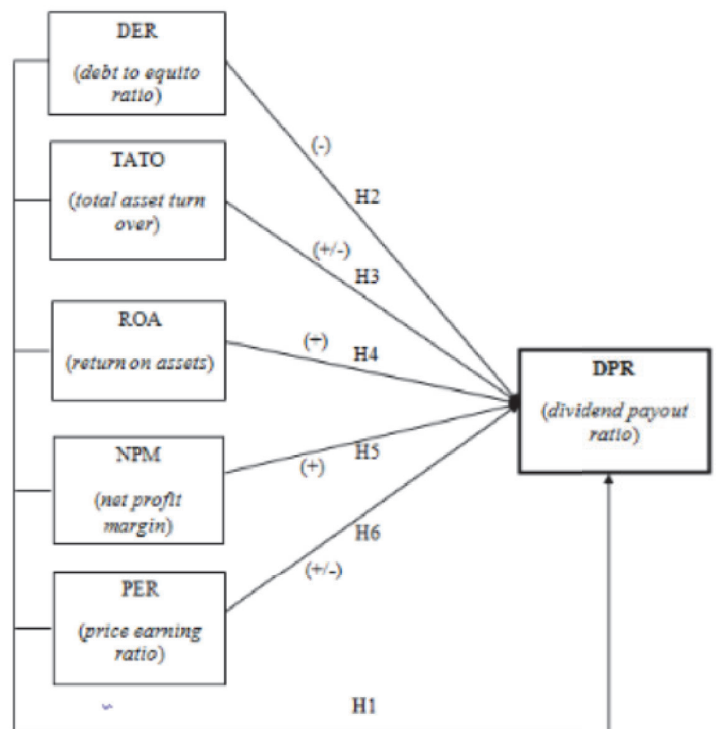 DER
(debt to equito
ratio)
(-)
H2
TATO
(total asset turn
over)
(+/-)
H3
ROA
(return on assets)
(+)
H4
DPR
(dividend payout
ratio)
NPM
(net profit
margin)
(+)
H5
H6
(+/-)
PER
(price earning
ratio)
H1